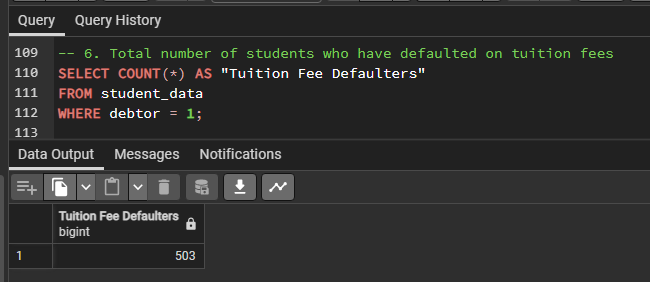 Query Query History
109 -- 6. Total number of students who have defaulted on tuition fees
110 SELECT COUNT(*) AS "Tuition Fee Defaulters"
111 FROM student_data
112 WHERE debtor = 1;
113
Data Output Messages Notifications
Tuition Fee Defaulters
bigint
1 503